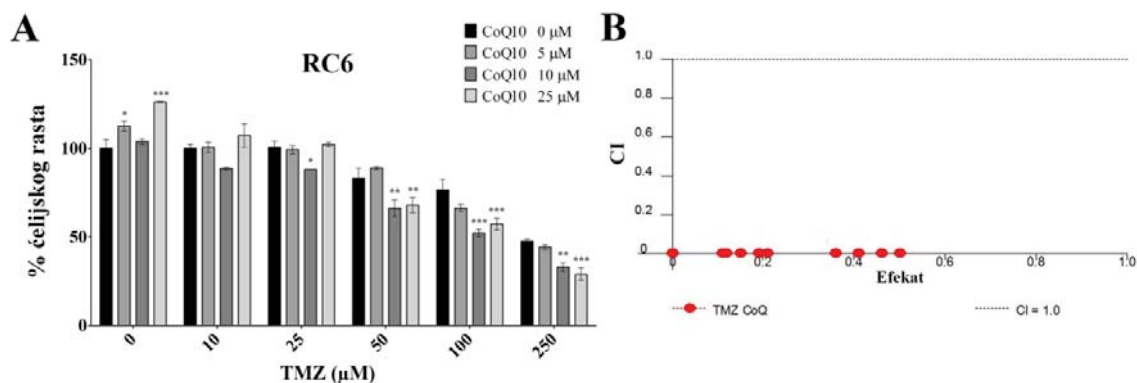 A
RC6
CoQ10 0 µM
CoQ10 5 µM
CoQ10 10 µM
CoQ10 25 µM
% ćelijskog rasta
150
100
50
0
* *** * ** ** *** *** ** ***
0 10 25 50 100 250
TMZ (µM)
B
CI
1.0
1.0
0.8
0.6
0.4
0.2
0
0 0.2 0.4 0.6 0.8 1.0
Efekat
TMZ CoQ
CI = 1.0